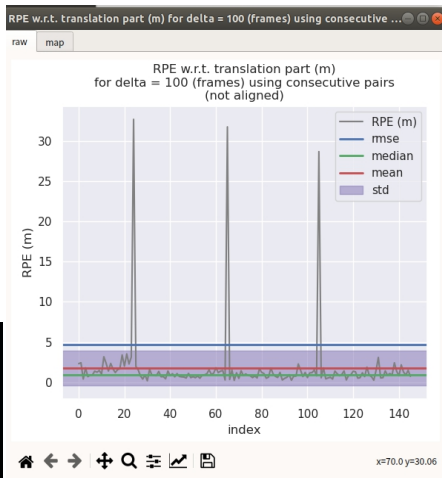 RPE w.r.t. translation part (m) for delta = 100 (frames) using consecutive ...
raw map
RPE w.r.t. translation part (m)
for delta = 100 (frames) using consecutive pairs
(not aligned)
RPE (m)
rmse
median
mean
std
30
25
20
15
10
5
0
RPE (m)
0 20 40 60 80 100 120 140
index
x=70.0 y=30.06